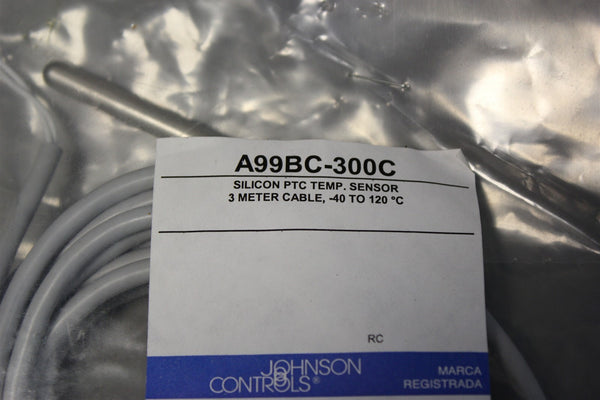 A99BC-300C
SILICON PTC TEMP. SENSOR
3 METER CABLE, -40 TO 120 °C
RC
JOHNSON
CONTROLS®
MARCA
REGISTRADA